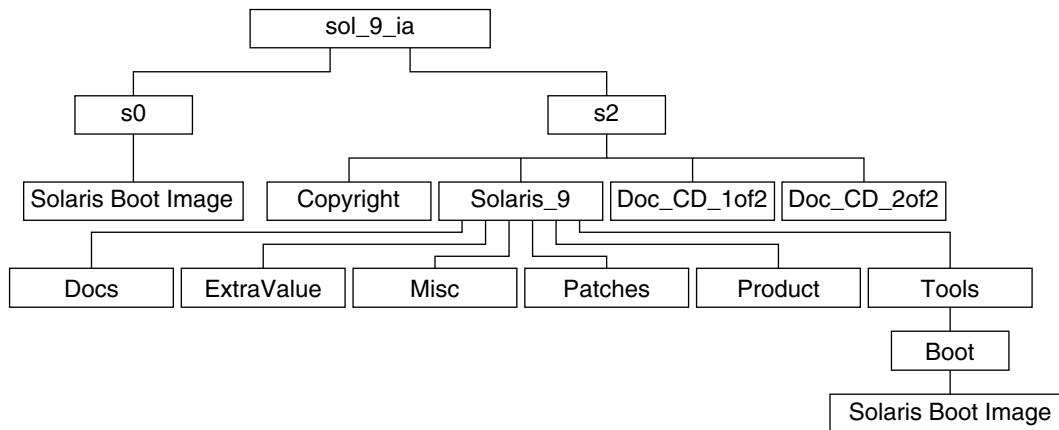 sol_9_ia
s0
s2
Solaris Boot Image
Copyright
Solaris_9
Doc_CD_1of2
Doc_CD_2of2
Docs
ExtraValue
Misc
Patches
Product
Tools
Boot
Solaris Boot Image